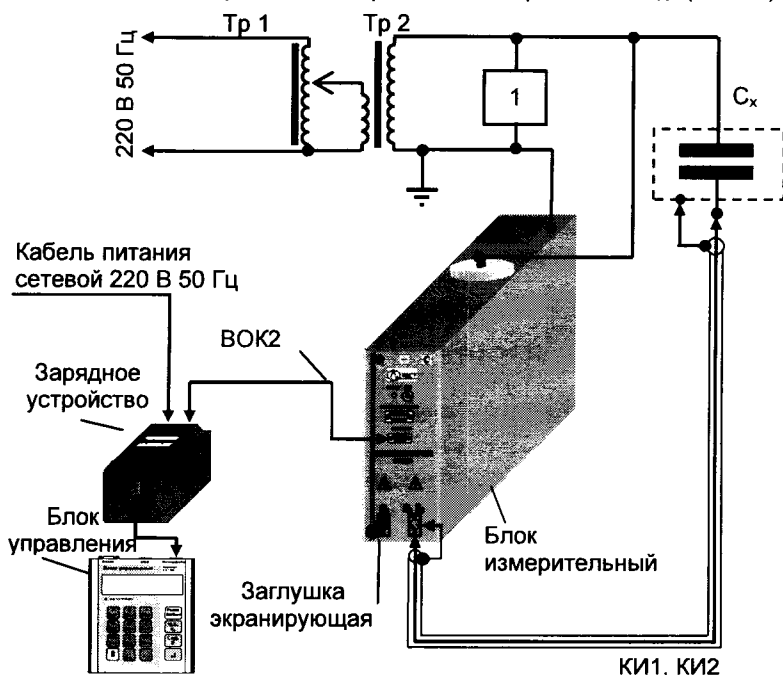 Тр 1
Тр 2
220 В 50 Гц
1
Cₓ
Кабель питания
сетевой 220 В 50 Гц
ВОК2
Зарядное
устройство
Блок
управления
Заглушка
экранирующая
Блок
измерительный
КИ1. КИ2